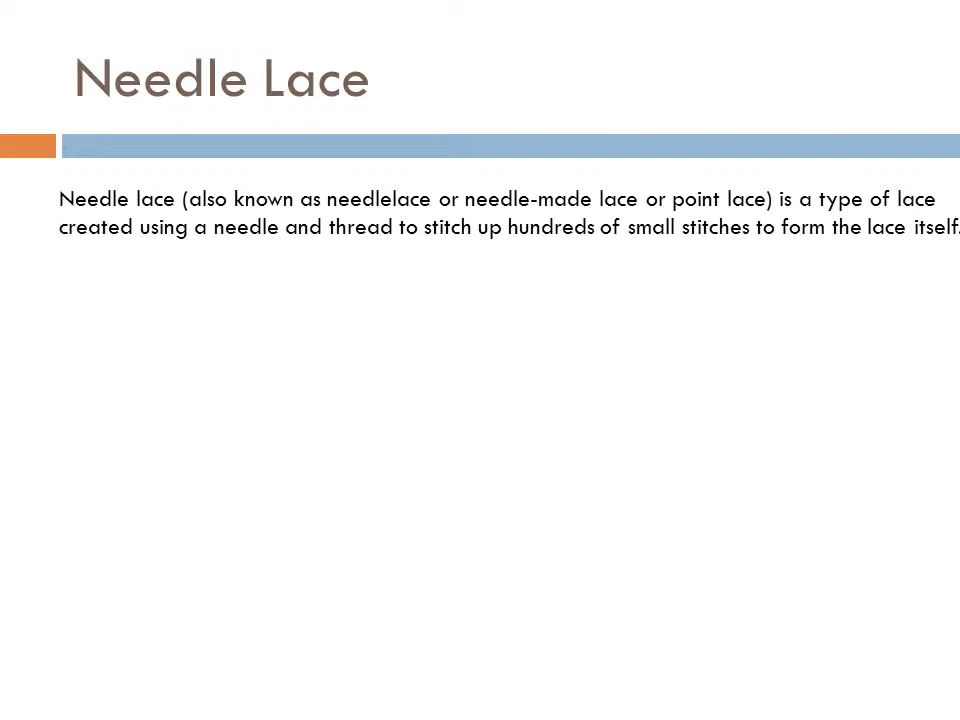 Needle Lace
Needle lace (also known as needlelace or needle-made lace or point lace) is a type of lace
created using a needle and thread to stitch up hundreds of small stitches to form the lace itself.